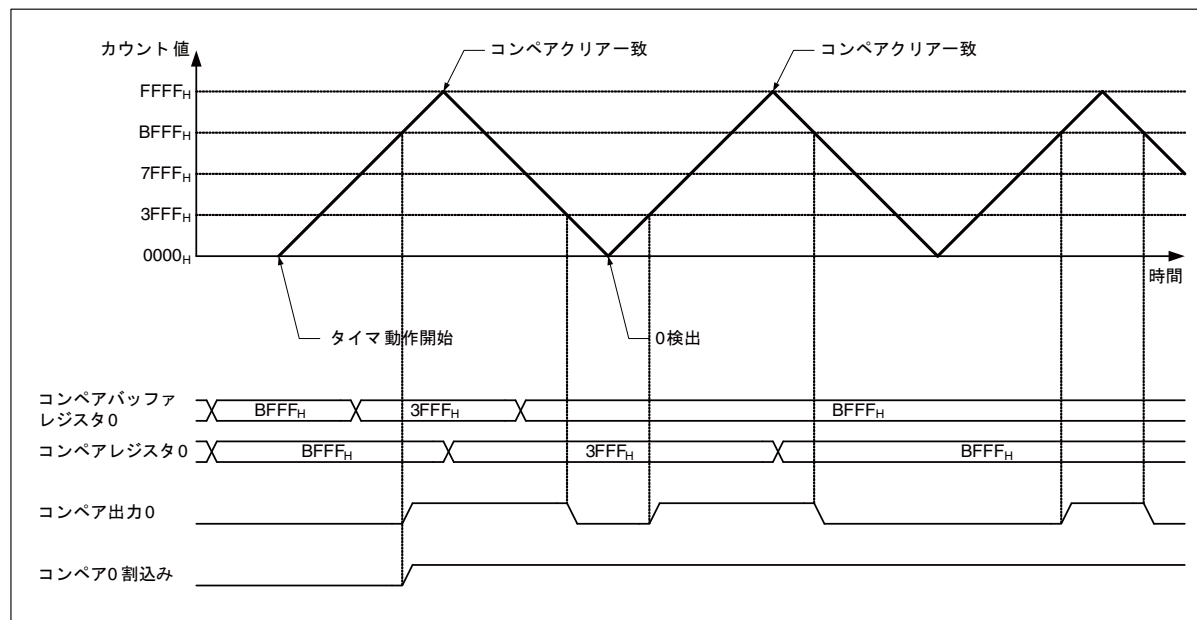 カウント値
コンペアクリア一致
コンペアクリア一致
FFFFH
BFFFH
7FFFH
3FFFH
0000H
時間
タイマ動作開始
0検出
コンペアバッファ
レジスタ0
BFFFH
3FFFH
BFFFH
コンペアレジスタ0
BFFFH
3FFFH
BFFFH
コンペア出力0
コンペア0割込み